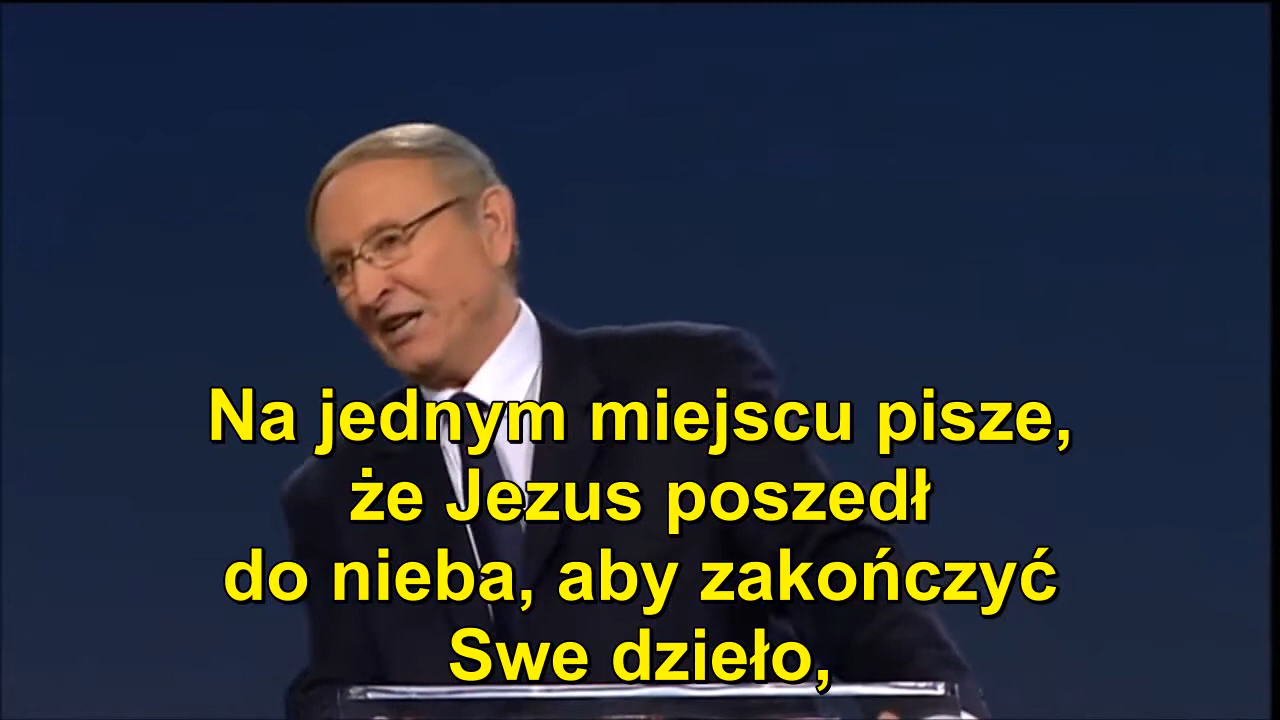 Na jednym miejscu pisze,
że Jezus poszedł
do nieba, aby zakończyć
Swe dzieło,